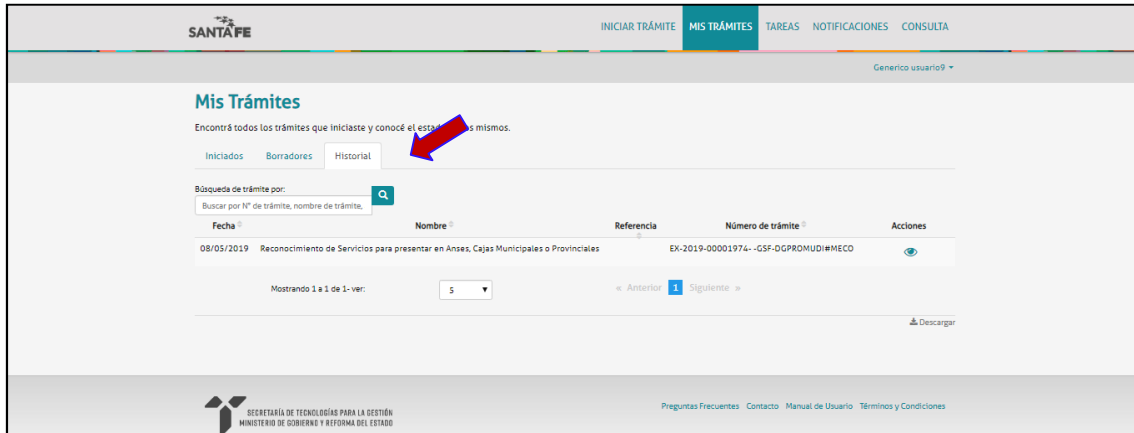 SANTA FE
INICIAR TRÁMITE MIS TRÁMITES TAREAS NOTIFICACIONES CONSULTA
Generico usuario9
Mis Trámites
Encontrá todos los trámites que iniciaste y conocé el estado mismos.
Iniciados Borradores Historial
Búsqueda de trámite por:
Buscar por N° de trámite, nombre de trámite,
Fecha Nombre Referencia Número de trámite Acciones
08/05/2019 Reconocimiento de Servicios para presentar en Anses, Cajas Municipales o Provinciales EX-2019-00001974- -GSF-DGPROMUDI#MECO
Mostrando 1 a 1 de 1- ver: 5 « Anterior 1 Siguiente »
Descargar
SECRETARÍA DE TECNOLOGÍAS PARA LA GESTIÓN
MINISTERIO DE GOBIERNO Y REFORMA DEL ESTADO
Preguntas Frecuentes Contacto Manual de Usuario Términos y Condiciones